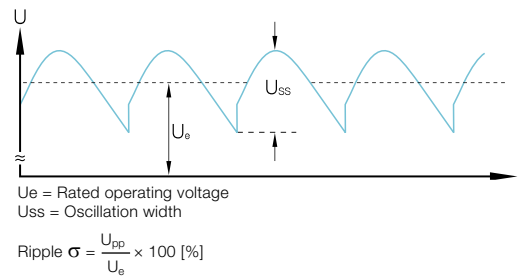 U
Uss
Ue
≈
Ue = Rated operating voltage
Uss = Oscillation width
Ripple σ = Upp / Ue × 100 [%]